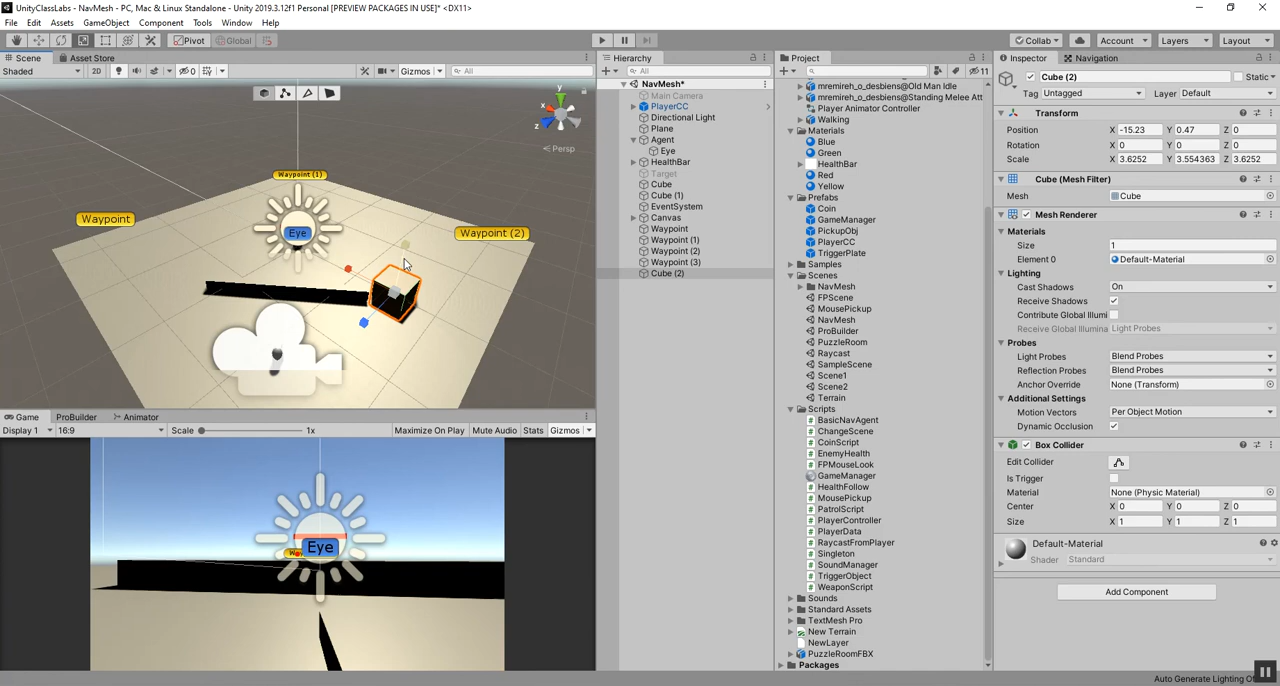 UnityClassLabs - NavMesh - PC, Mac & Linux Standalone - Unity 2019.3.12f1 Personal [PREVIEW PACKAGES IN USE]* <DX11>
File Edit Assets GameObject Component Tools Window Help
Pivot Global Collab Account Layers Layout
Scene Asset Store
Shaded 2D 0 Gizmos All
y x z
Persp
Waypoint (1)
Waypoint
Eye
Waypoint (2)
Game ProBuilder Animator
Display 1 16:9 Scale 1x Maximize On Play Mute Audio Stats Gizmos
Eye
Hierarchy
All
NavMesh*
Main Camera
PlayerCC
Directional Light
Plane
Agent
Eye
HealthBar
Target
Cube
Cube (1)
EventSystem
Canvas
Waypoint
Waypoint (1)
Waypoint (2)
Waypoint (3)
Cube (2)
Project
11
mremireh_o_desbiens@Old Man Idle
mremireh_o_desbiens@Standing Melee Att
Player Animator Controller
Walking
Materials
Blue
Green
HealthBar
Red
Yellow
Prefabs
Coin
GameManager
PickupObj
PlayerCC
TriggerPlate
Samples
Scenes
NavMesh
FPScene
MousePickup
NavMesh
ProBuilder
PuzzleRoom
Raycast
SampleScene
Scene1
Scene2
Terrain
Scripts
BasicNavAgent
ChangeScene
CoinScript
EnemyHealth
FPMouseLook
GameManager
HealthFollow
MousePickup
PatrolScript
PlayerController
PlayerData
RaycastFromPlayer
Singleton
SoundManager
TriggerObject
WeaponScript
Sounds
Standard Assets
TextMesh Pro
New Terrain
NewLayer
PuzzleRoomFBX
Packages
Inspector Navigation
Cube (2) Static
Tag Untagged Layer Default
Transform
Position X -15.23 Y 0.47 Z 0
Rotation X 0 Y 0 Z 0
Scale X 3.6252 Y 3.554363 Z 3.6252
Cube (Mesh Filter)
Mesh Cube
Mesh Renderer
Materials
Size 1
Element 0 Default-Material
Lighting
Cast Shadows On
Receive Shadows
Contribute Global Illumi
Receive Global Illumina Light Probes
Probes
Light Probes Blend Probes
Reflection Probes Blend Probes
Anchor Override None (Transform)
Additional Settings
Motion Vectors Per Object Motion
Dynamic Occlusion
Box Collider
Edit Collider
Is Trigger
Material None (Physic Material)
Center X 0 Y 0 Z 0
Size X 1 Y 1 Z 1
Default-Material
Shader Standard
Add Component
Auto Generate Lighting O